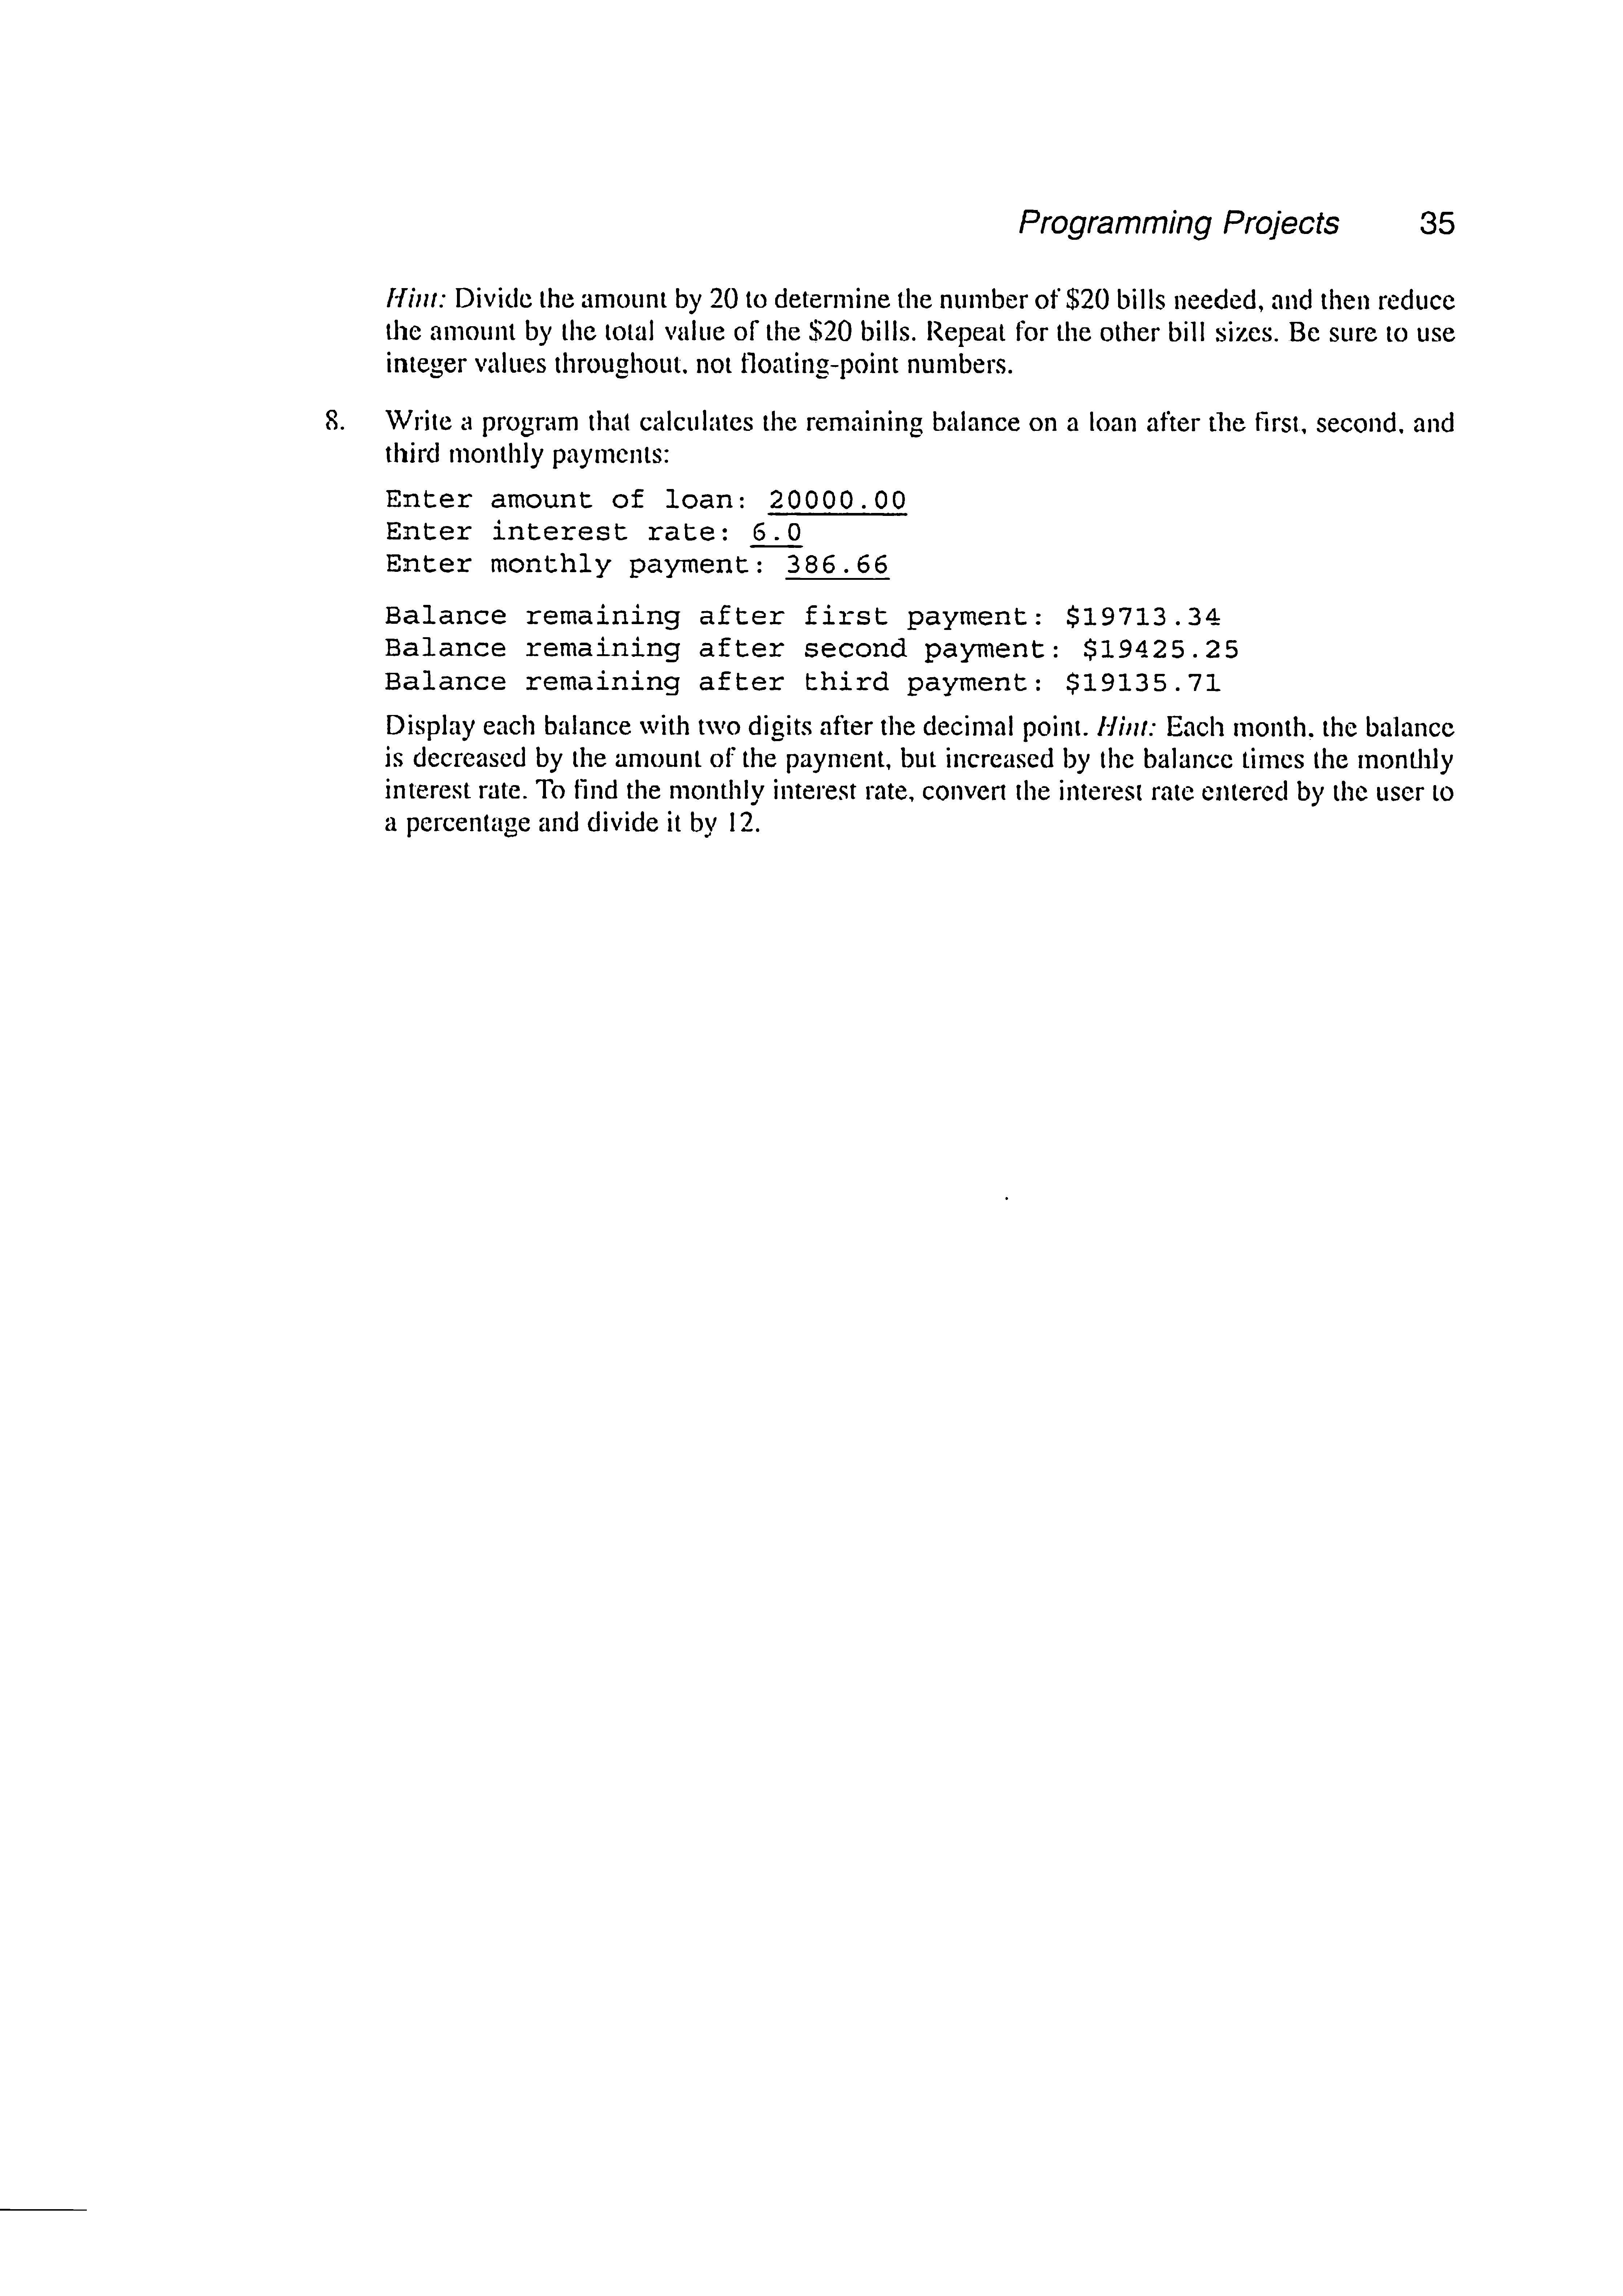 Programming Projects 35
Hint: Divide the amount by 20 to determine the number of $20 bills needed, and then reduce
the amount by the total value of the $20 bills. Repeat for the other bill sizes. Be sure to use
integer values throughout, not floating-point numbers.
8. Write a program that calculates the remaining balance on a loan after the first, second, and
third monthly payments:
Enter amount of loan: 20000.00
Enter interest rate: 6.0
Enter monthly payment: 386.66
Balance remaining after first payment: $19713.34
Balance remaining after second payment: $19425.25
Balance remaining after third payment: $19135.71
Display each balance with two digits after the decimal point. Hint: Each month, the balance
is decreased by the amount of the payment, but increased by the balance times the monthly
interest rate. To find the monthly interest rate, convert the interest rate entered by the user to
a percentage and divide it by 12.